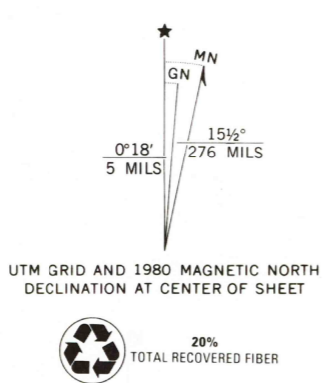 ★
MN
GN
0°18'
5 MILS
15½°
276 MILS
UTM GRID AND 1980 MAGNETIC NORTH
DECLINATION AT CENTER OF SHEET
20%
TOTAL RECOVERED FIBER